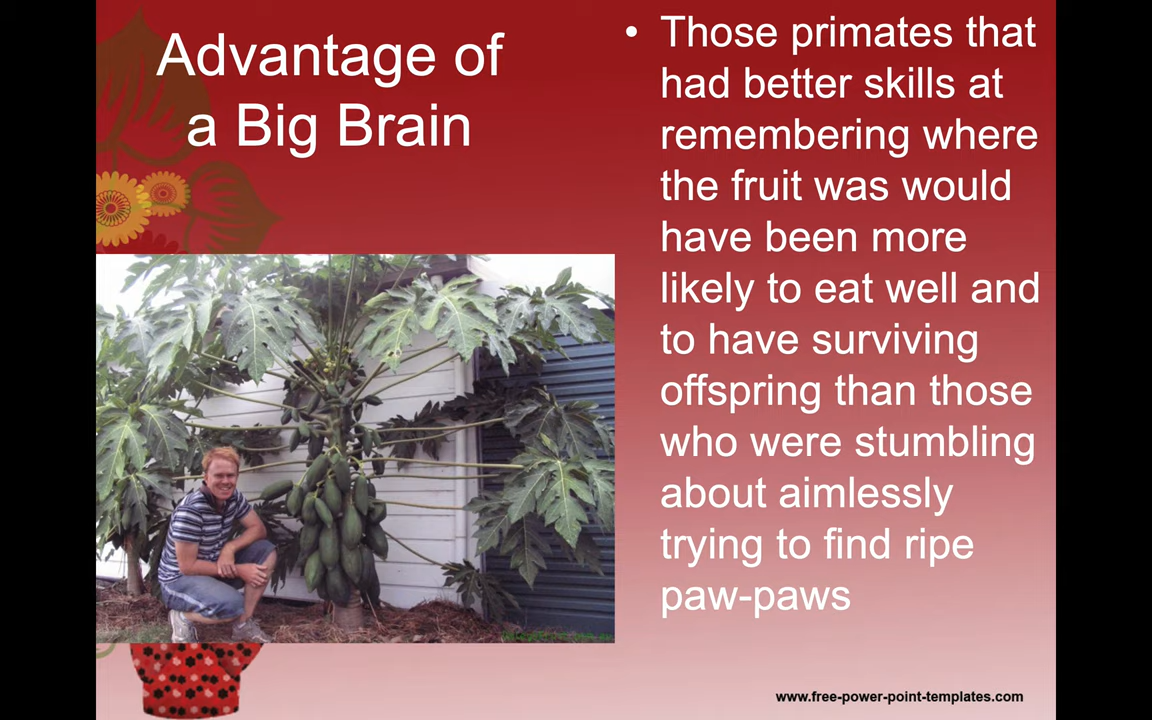 Advantage of
a Big Brain
• Those primates that
had better skills at
remembering where
the fruit was would
have been more
likely to eat well and
to have surviving
offspring than those
who were stumbling
about aimlessly
trying to find ripe
paw-paws
www.free-power-point-templates.com